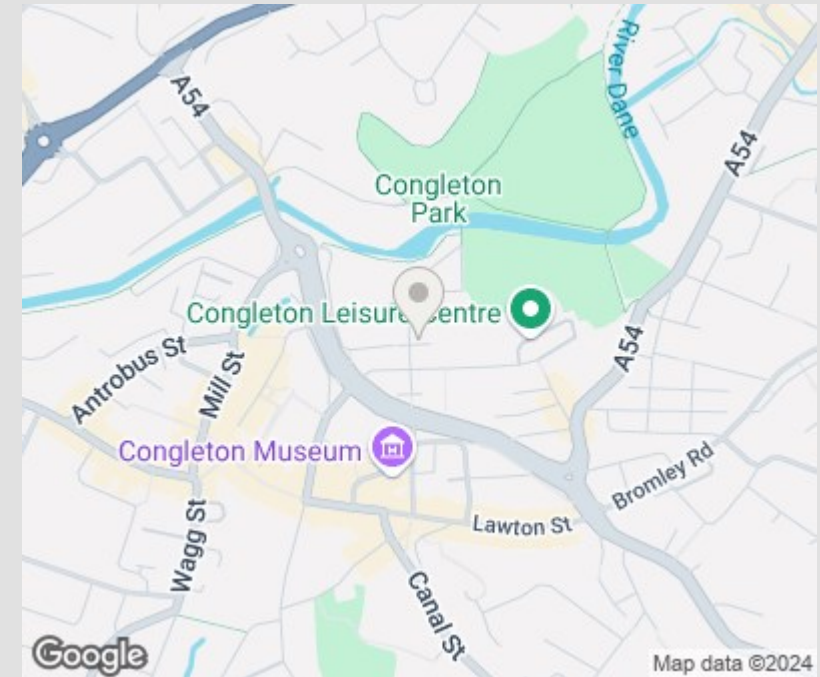 River Dane
A54
A54
Congleton
Park
Congleton Leisure Centre
A54
Antrobus St
Mill St
Congleton Museum
Bromley Rd
Lawton St
Wagg St
Canal St
Google
Map data ©2024